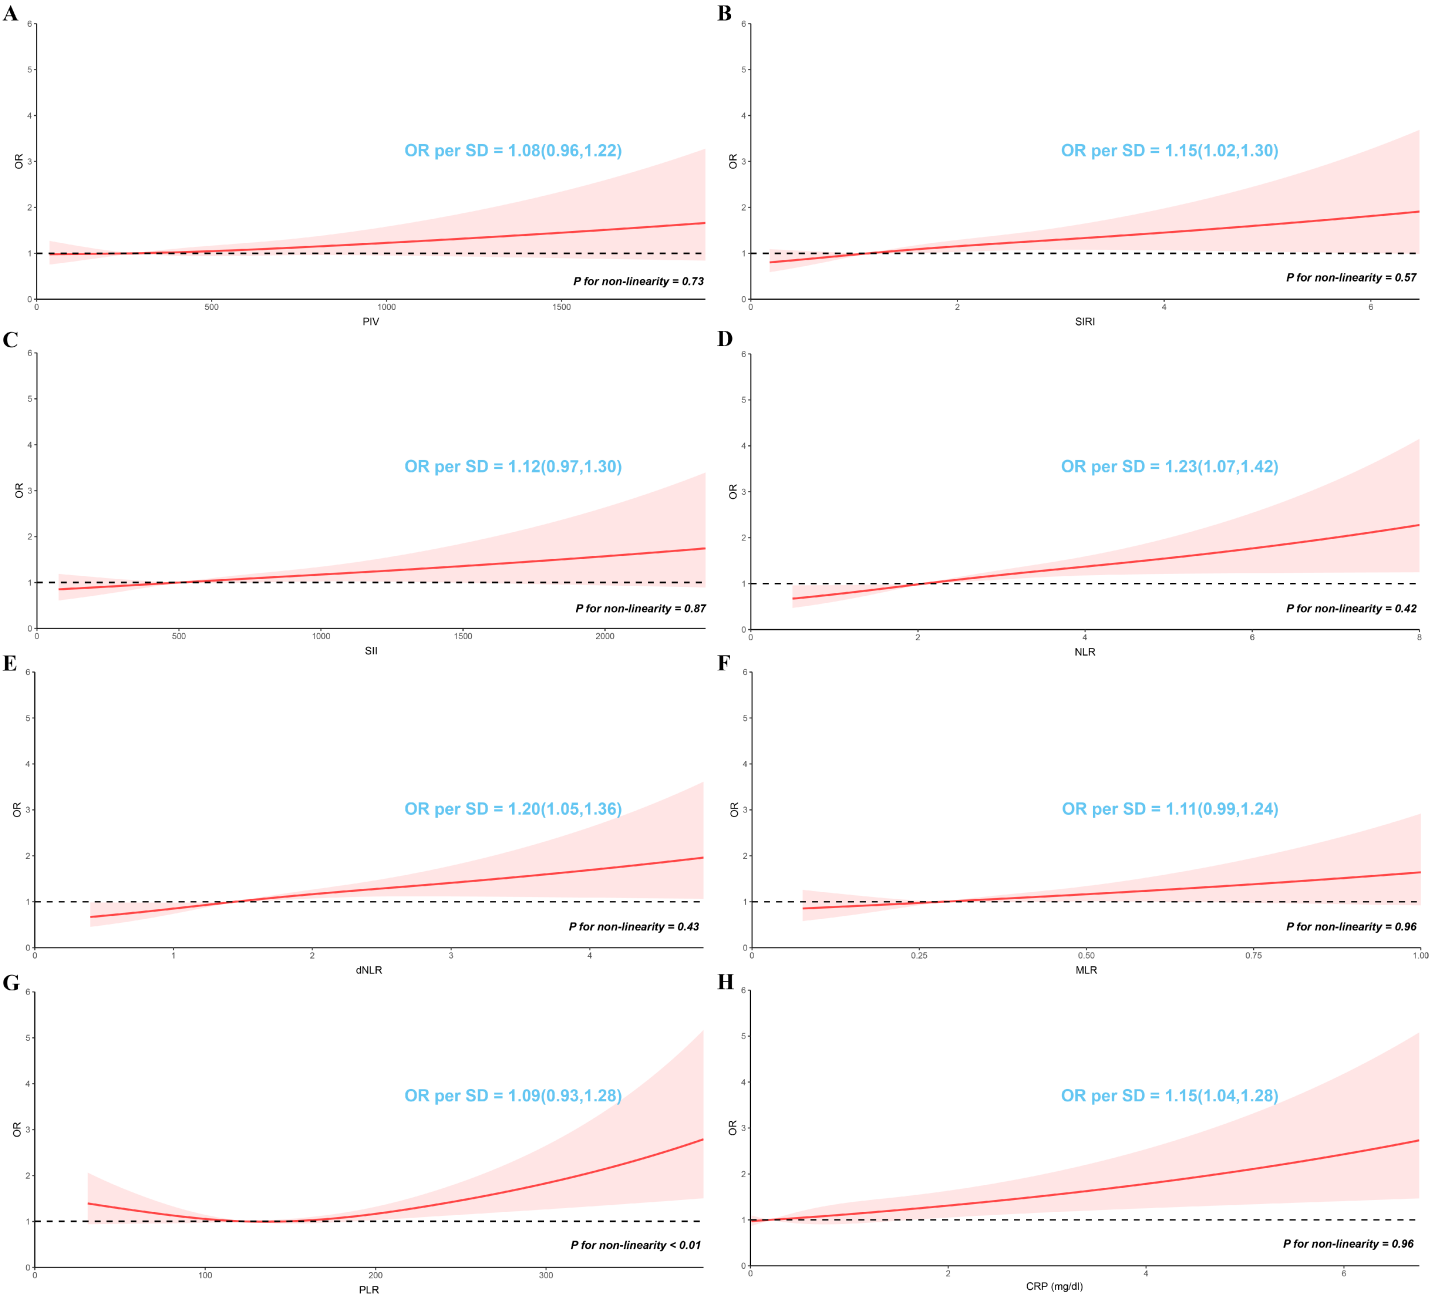 A
6
5
4
3
2
1
0
OR
OR per SD = 1.08(0.96,1.22)
P for non-linearity = 0.73
0 500 1000 1500
PIV
B
6
5
4
3
2
1
0
OR
OR per SD = 1.15(1.02,1.30)
P for non-linearity = 0.57
0 2 4 6
SIRI
C
6
5
4
3
2
1
0
OR
OR per SD = 1.12(0.97,1.30)
P for non-linearity = 0.87
0 500 1000 1500 2000
SII
D
6
5
4
3
2
1
0
OR
OR per SD = 1.23(1.07,1.42)
P for non-linearity = 0.42
0 2 4 6 8
NLR
E
6
5
4
3
2
1
0
OR
OR per SD = 1.20(1.05,1.36)
P for non-linearity = 0.43
0 1 2 3 4
dNLR
F
6
5
4
3
2
1
0
OR
OR per SD = 1.11(0.99,1.24)
P for non-linearity = 0.96
0 0.25 0.50 0.75 1.00
MLR
G
6
5
4
3
2
1
0
OR
OR per SD = 1.09(0.93,1.28)
P for non-linearity < 0.01
0 100 200 300
PLR
H
6
5
4
3
2
1
0
OR
OR per SD = 1.15(1.04,1.28)
P for non-linearity = 0.96
0 2 4 6
CRP (mg/dl)